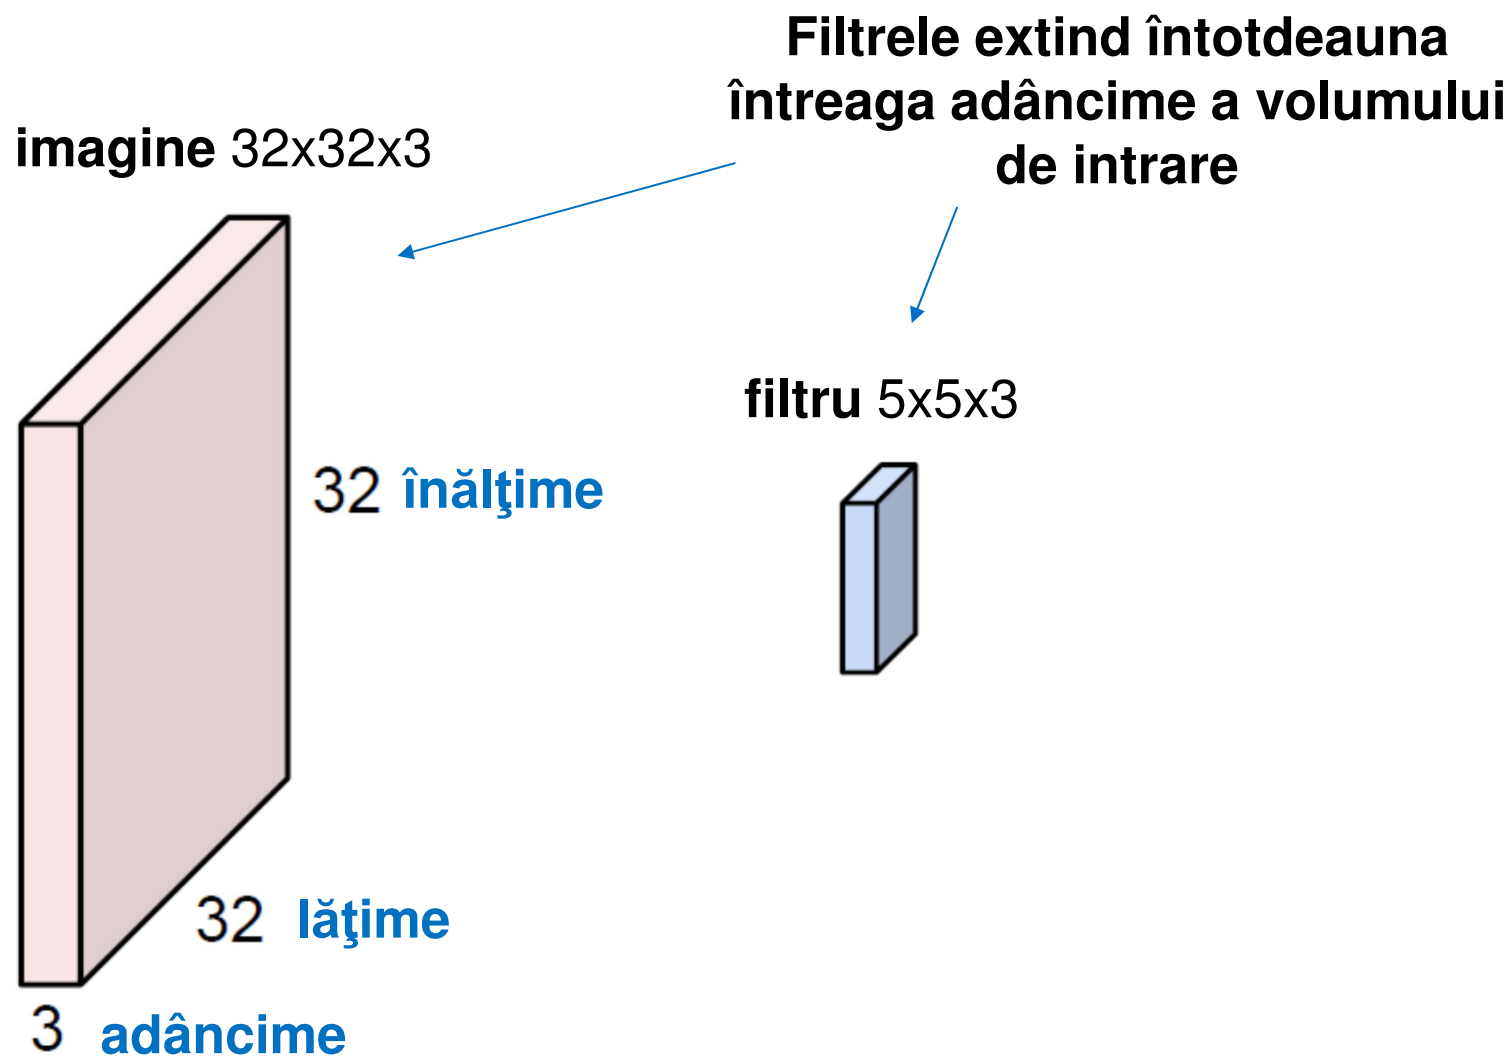 Filtrele extind întotdeauna
întreaga adâncime a volumului
de intrare
imagine 32x32x3
filtru 5x5x3
32 înălţime
32 lăţime
3 adâncime